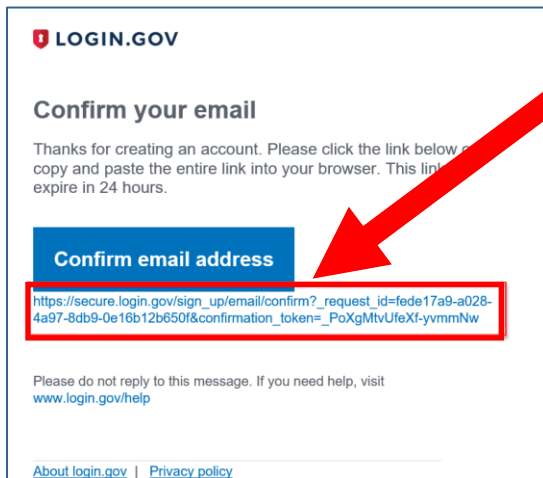 LOGIN.GOV
Confirm your email
Thanks for creating an account. Please click the link below
copy and paste the entire link into your browser. This link
expire in 24 hours.
Confirm email address
https://secure.login.gov/sign_up/email/confirm?_request_id=fede17a9-a028-
4a97-8db9-0e16b12b650f&confirmation_token=_PoXgMtvUfeXf-yvmmNw
Please do not reply to this message. If you need help, visit
www.login.gov/help
About login.gov | Privacy policy